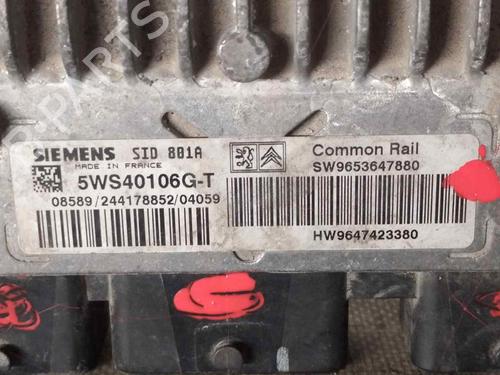 SIEMENS SID 801A
MADE IN FRANCE
5WS40106G-T
08589/244178852/04059
Common Rail
SW9653647880
HW9647423380